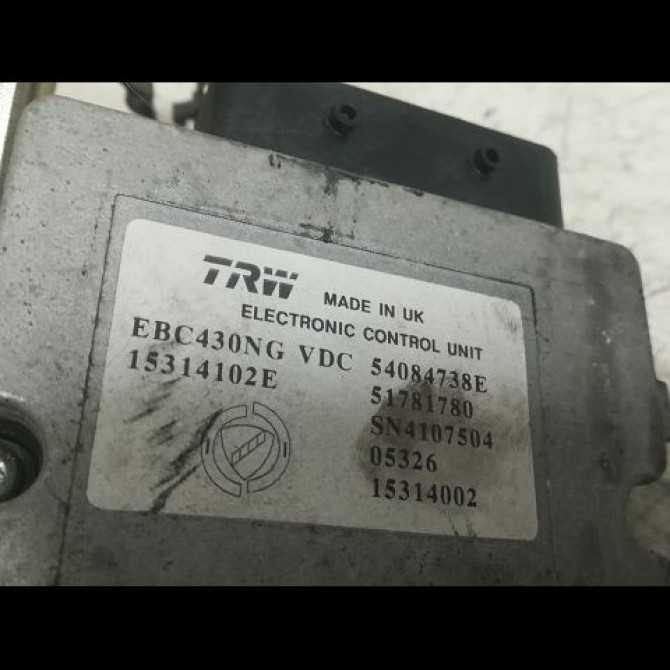 TRW MADE IN UK
ELECTRONIC CONTROL UNIT
EBC430NG VDC 54084738E
15314102E 51781780
SN4107504
05326
15314002